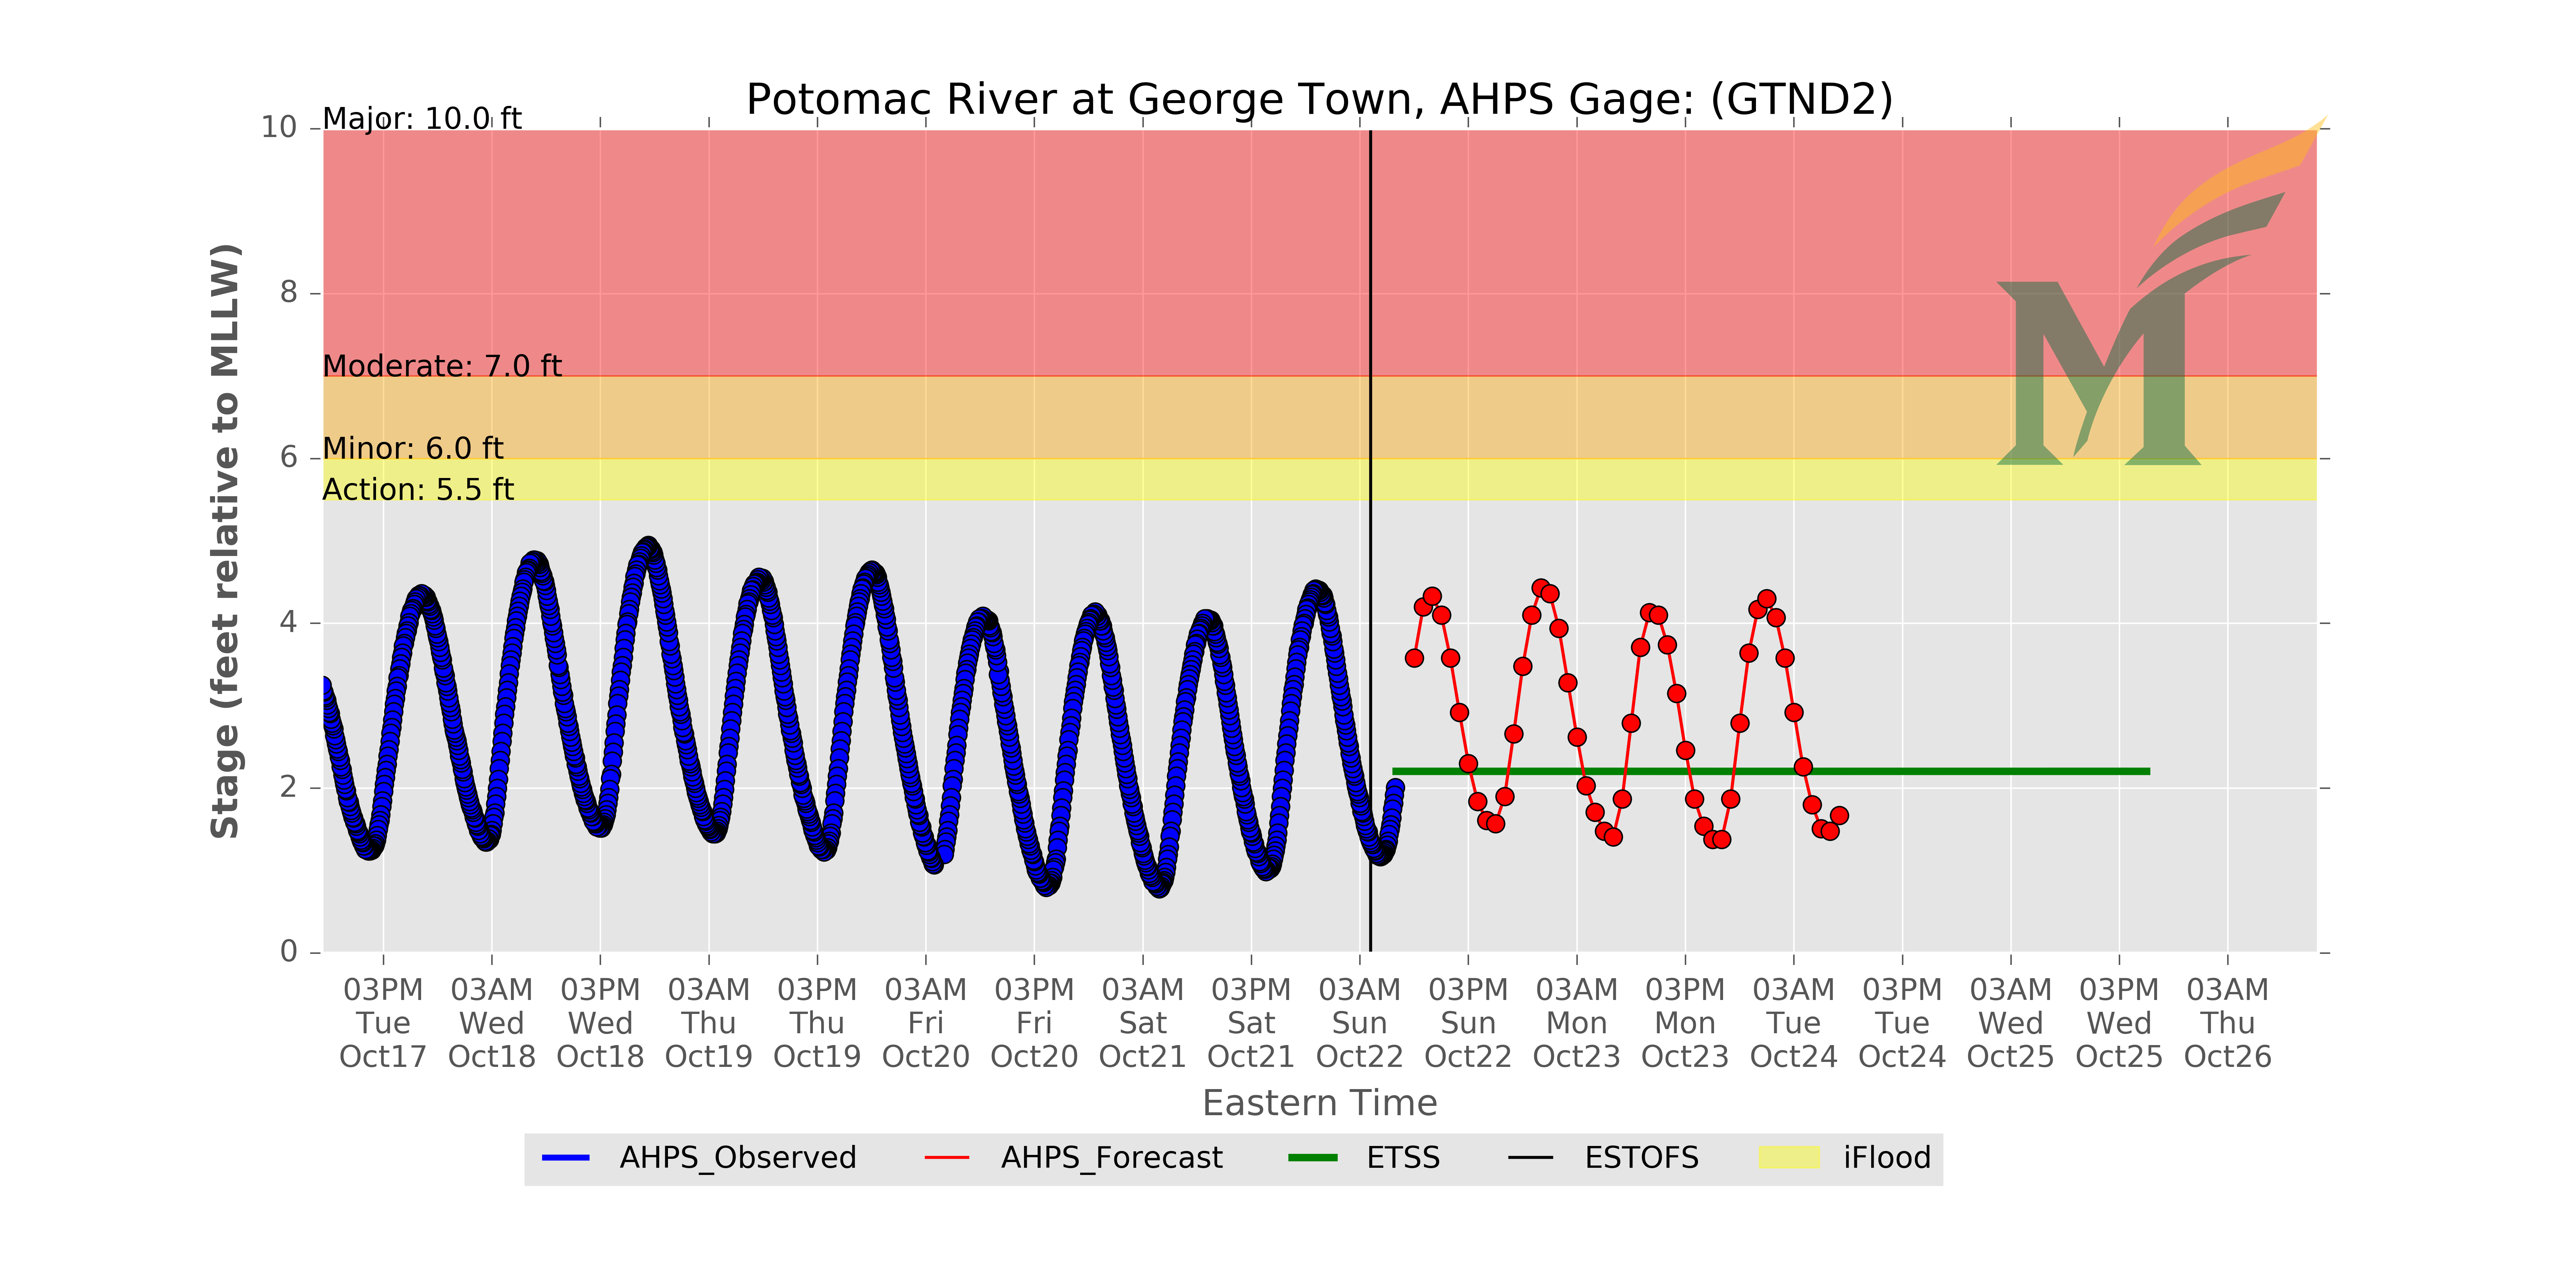 Potomac River at George Town, AHPS Gage: (GTND2)
Major: 10.0 ft
Moderate: 7.0 ft
Minor: 6.0 ft
Action: 5.5 ft
Stage (feet relative to MLLW)
10
8
6
4
2
0
03PM 03AM 03PM 03AM 03PM 03AM 03PM 03AM 03PM 03AM 03PM 03AM 03PM 03AM 03PM 03AM 03PM 03AM
Tue Wed Wed Thu Thu Fri Fri Sat Sat Sun Sun Mon Mon Tue Tue Wed Wed Thu
Oct17 Oct18 Oct18 Oct19 Oct19 Oct20 Oct20 Oct21 Oct21 Oct22 Oct22 Oct23 Oct23 Oct24 Oct24 Oct25 Oct25 Oct26
Eastern Time
AHPS_Observed AHPS_Forecast ETSS ESTOFS iFlood
M